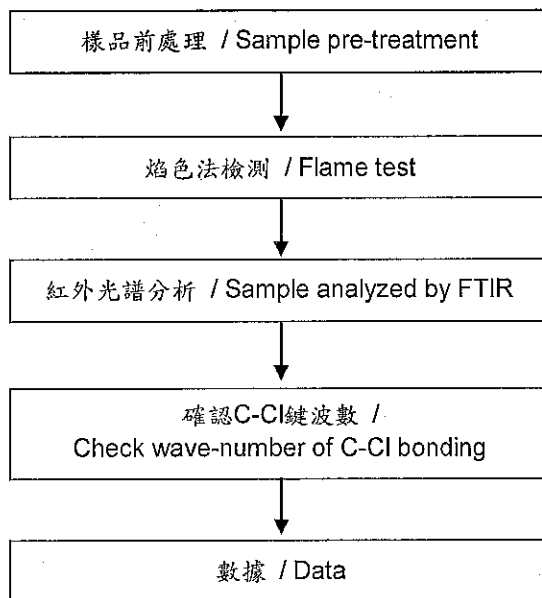 樣品前處理 / Sample pre-treatment
焰色法檢測 / Flame test
紅外光譜分析 / Sample analyzed by FTIR
確認C-Cl鍵波數 /
Check wave-number of C-Cl bonding
數據 / Data